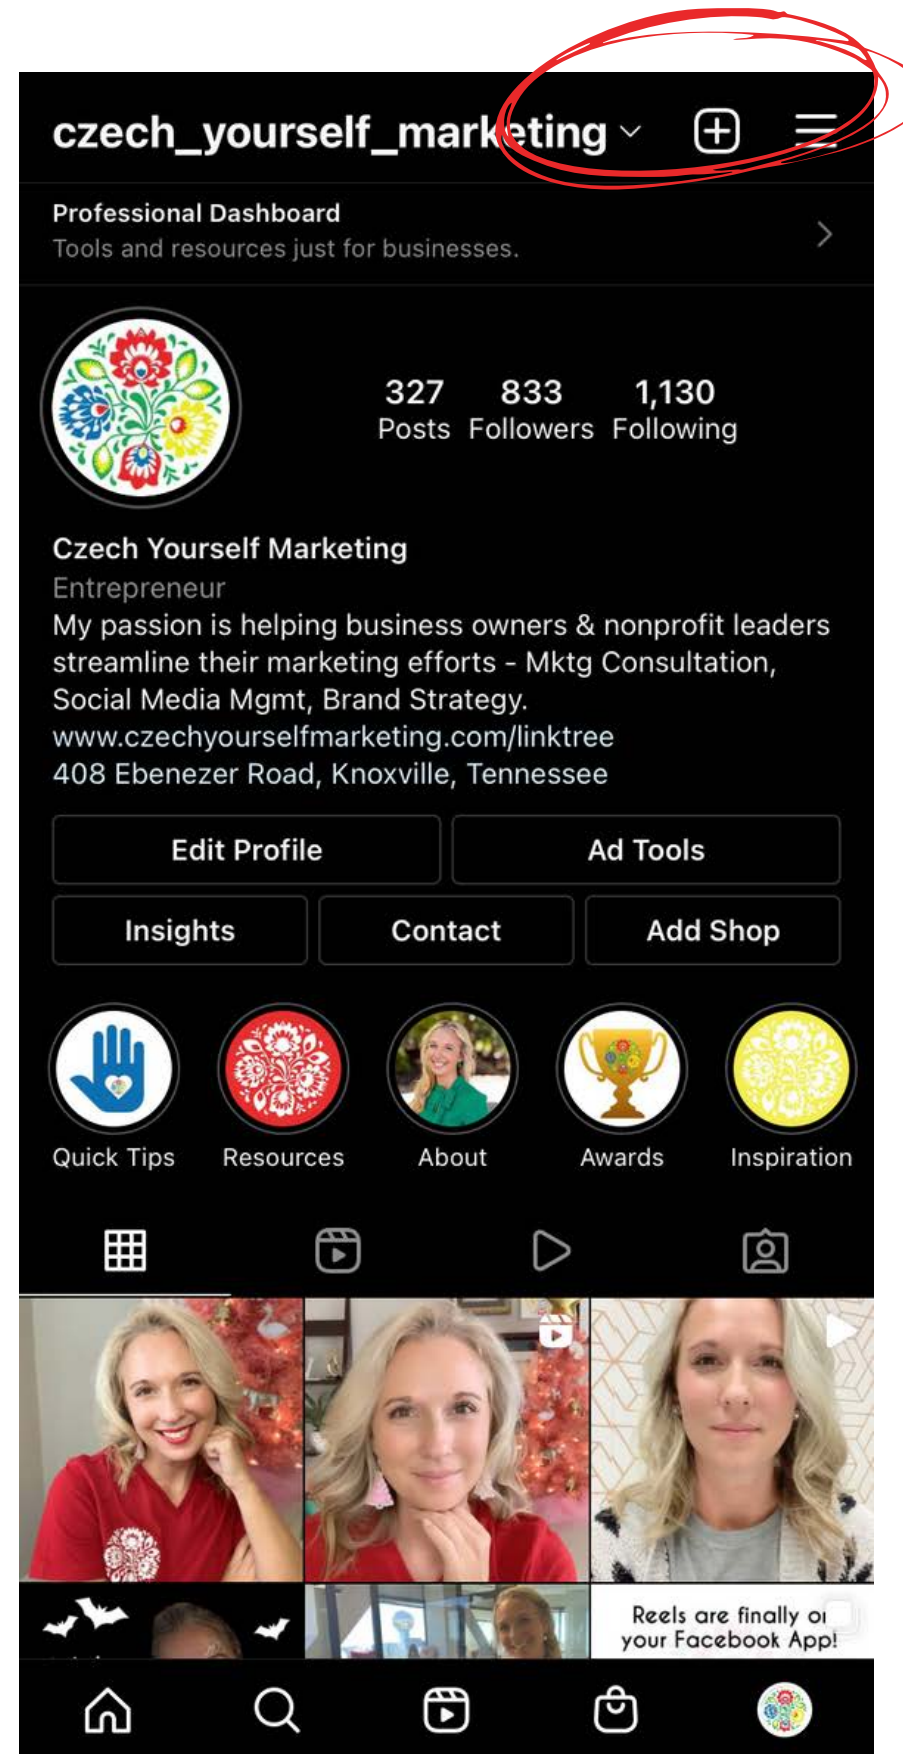 czech_yourself_marketing
Professional Dashboard
Tools and resources just for businesses.
327 833 1,130
Posts Followers Following
Czech Yourself Marketing
Entrepreneur
My passion is helping business owners & nonprofit leaders
streamline their marketing efforts - Mktg Consultation,
Social Media Mgmt, Brand Strategy.
www.czechyourselfmarketing.com/linktree
408 Ebenezer Road, Knoxville, Tennessee
Edit Profile Ad Tools
Insights Contact Add Shop
Quick Tips Resources About Awards Inspiration
Reels are finally on
your Facebook App!